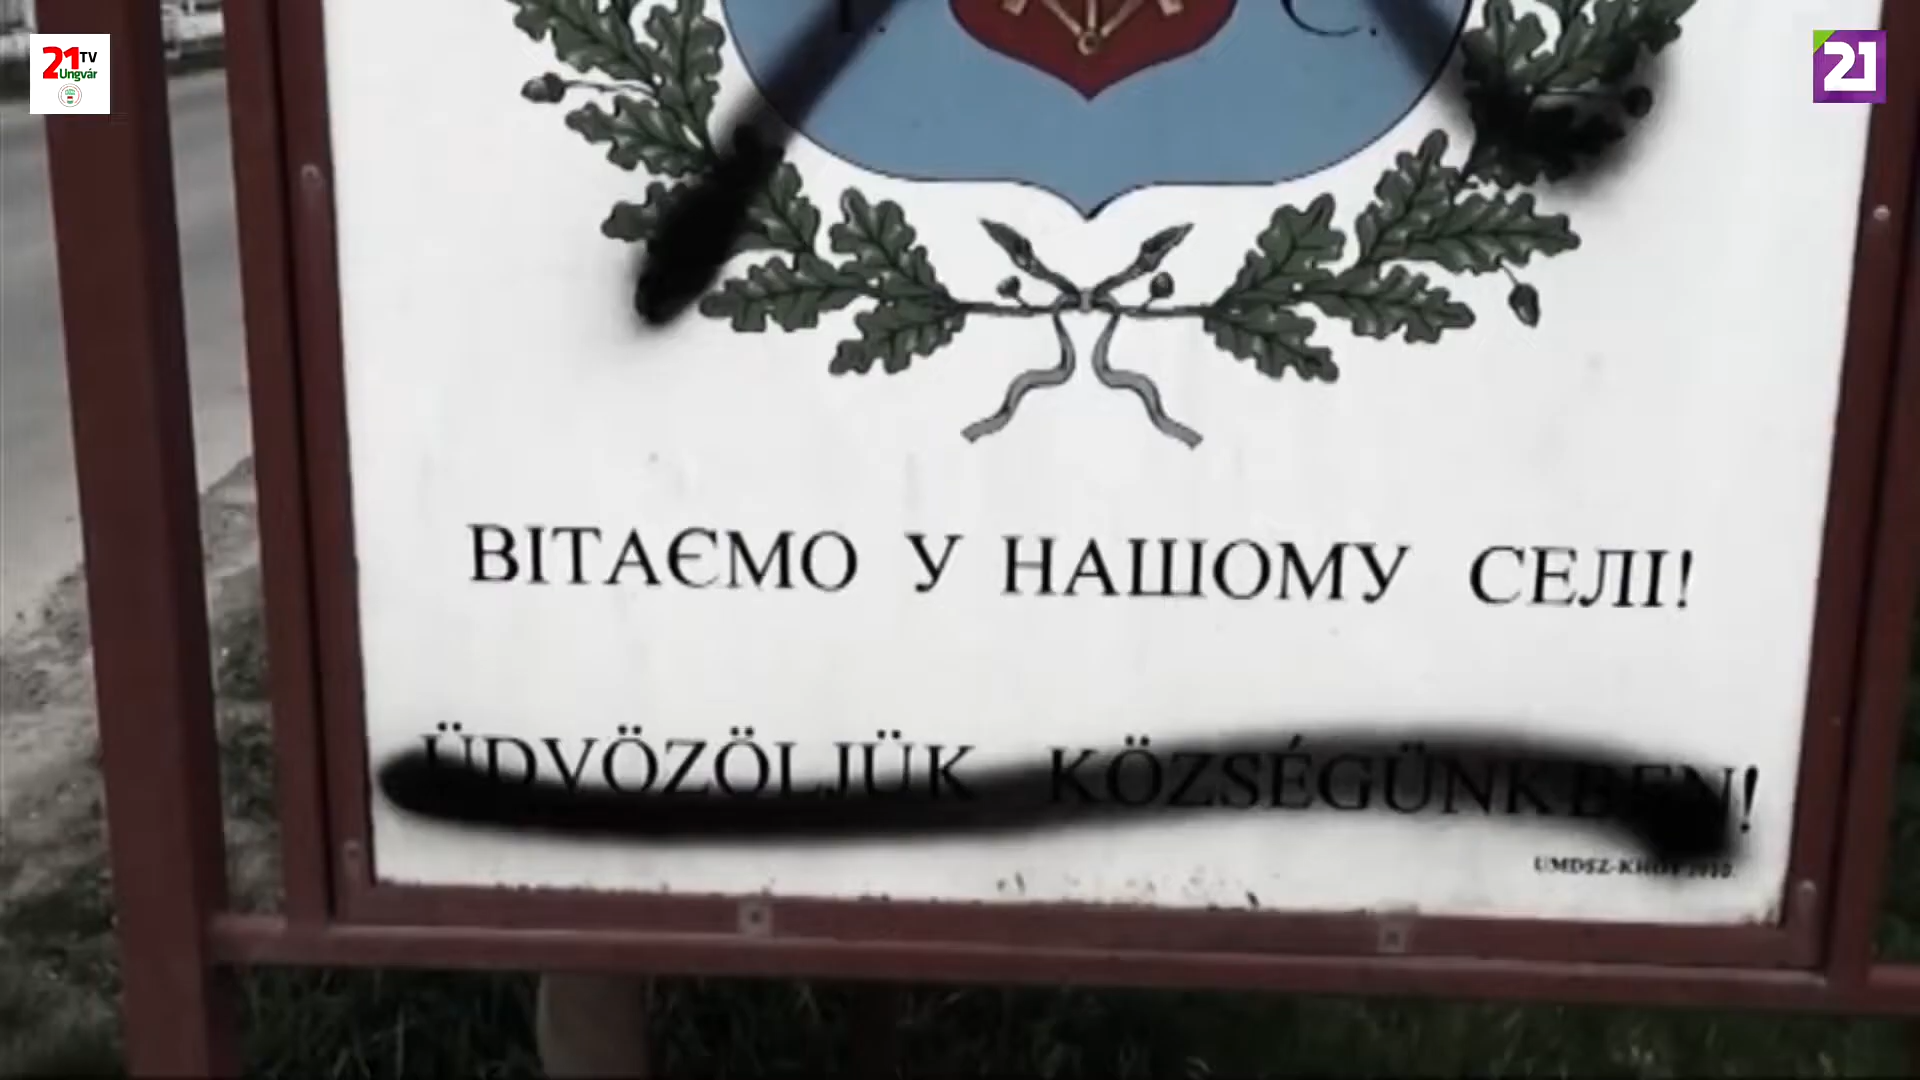 21 TV
Ungvár
21
С.
ВІТАЄМО У НАШОМУ СЕЛІ!
ÜDVÖZÖLJÜK KÖZSÉGÜNKBEN!